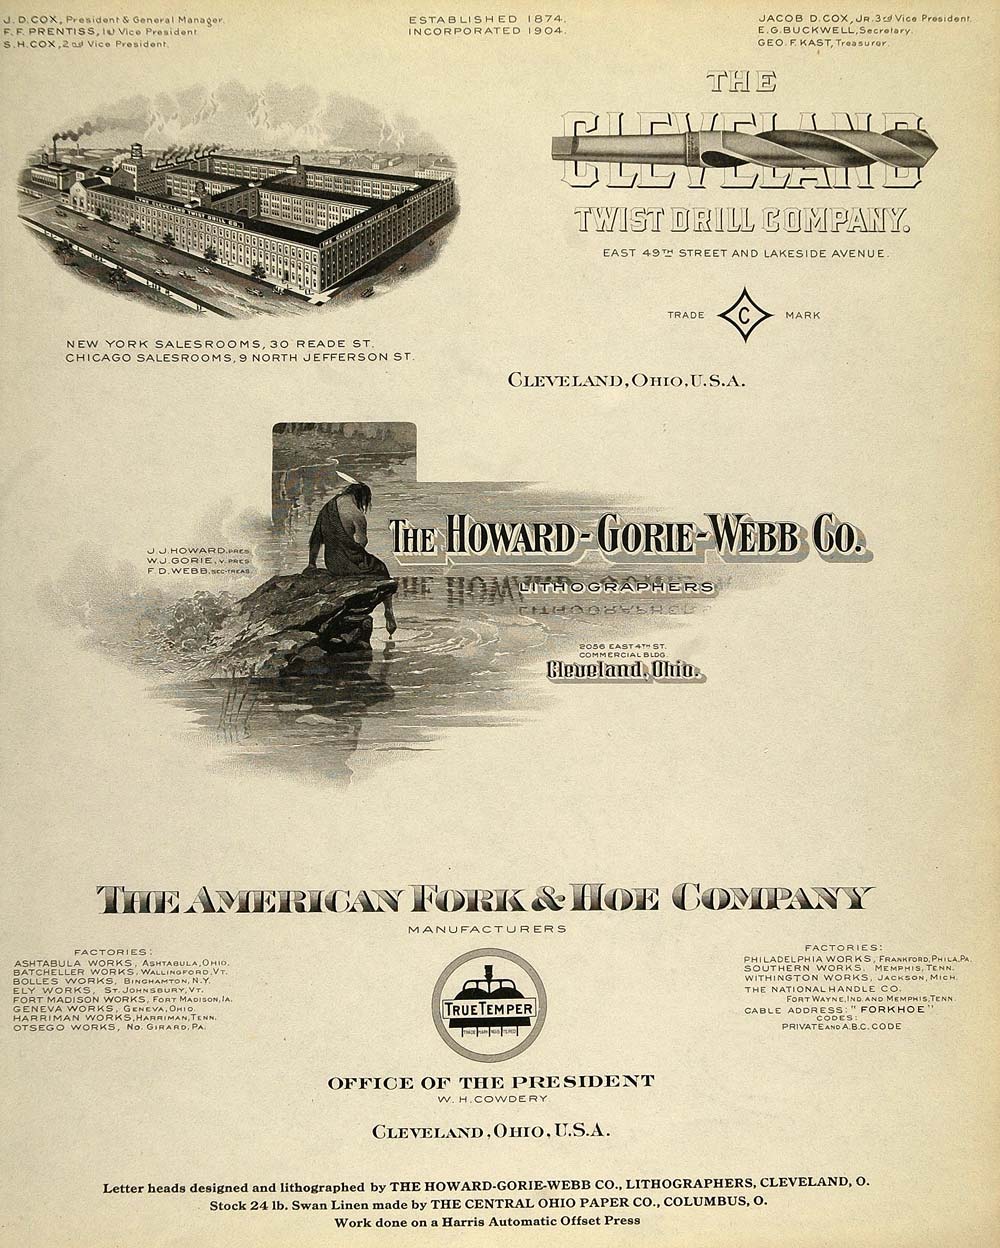 J. D. COX, President & General Manager.
F. F. PRENTISS, 1st Vice President
S. H. COX, 2nd Vice President.
ESTABLISHED 1874.
INCORPORATED 1904.
JACOB D. COX, JR. 3rd Vice President.
E. G. BUCKWELL, Secretary.
GEO. F. KAST, Treasurer.
THE
CLEVELAND
TWIST DRILL COMPANY.
EAST 49TH STREET AND LAKESIDE AVENUE.
TRADE C MARK
NEW YORK SALESROOMS, 30 READE ST.
CHICAGO SALESROOMS, 9 NORTH JEFFERSON ST.
CLEVELAND, OHIO, U.S.A.
THE HOWARD-GORIE-WEBB CO.
J. J. HOWARD, PRES.
W. J. GORIE, V. PRES.
F. D. WEBB, SEC-TREAS.
LITHOGRAPHERS
2056 EAST 4TH ST.
COMMERCIAL BLDG.
Cleveland, Ohio.
THE AMERICAN FORK & HOE COMPANY
MANUFACTURERS
FACTORIES:
ASHTABULA WORKS, ASHTABULA, OHIO.
BATCHELLER WORKS, WALLINGFORD, VT.
BOLLES WORKS, BINGHAMTON, N.Y.
ELY WORKS, ST. JOHNSBURY, VT.
FORT MADISON WORKS, FORT MADISON, IA.
GENEVA WORKS, GENEVA, OHIO.
HARRIMAN WORKS, HARRIMAN, TENN.
OTSEGO WORKS, NO. GIRARD, PA.
TRUE TEMPER
TRADE MARK REGISTERED
FACTORIES:
PHILADELPHIA WORKS, FRANKFORD, PHILA, PA.
SOUTHERN WORKS, MEMPHIS, TENN.
WITHINGTON WORKS, JACKSON, MICH.
THE NATIONAL HANDLE CO.
FORT WAYNE, IND. AND MEMPHIS, TENN.
CABLE ADDRESS: "FORKHOE"
CODES:
PRIVATE AND A.B.C. CODE
OFFICE OF THE PRESIDENT
W. H. COWDERY
CLEVELAND, OHIO, U.S.A.
Letter heads designed and lithographed by THE HOWARD-GORIE-WEBB CO., LITHOGRAPHERS, CLEVELAND, O.
Stock 24 lb. Swan Linen made by THE CENTRAL OHIO PAPER CO., COLUMBUS, O.
Work done on a Harris Automatic Offset Press